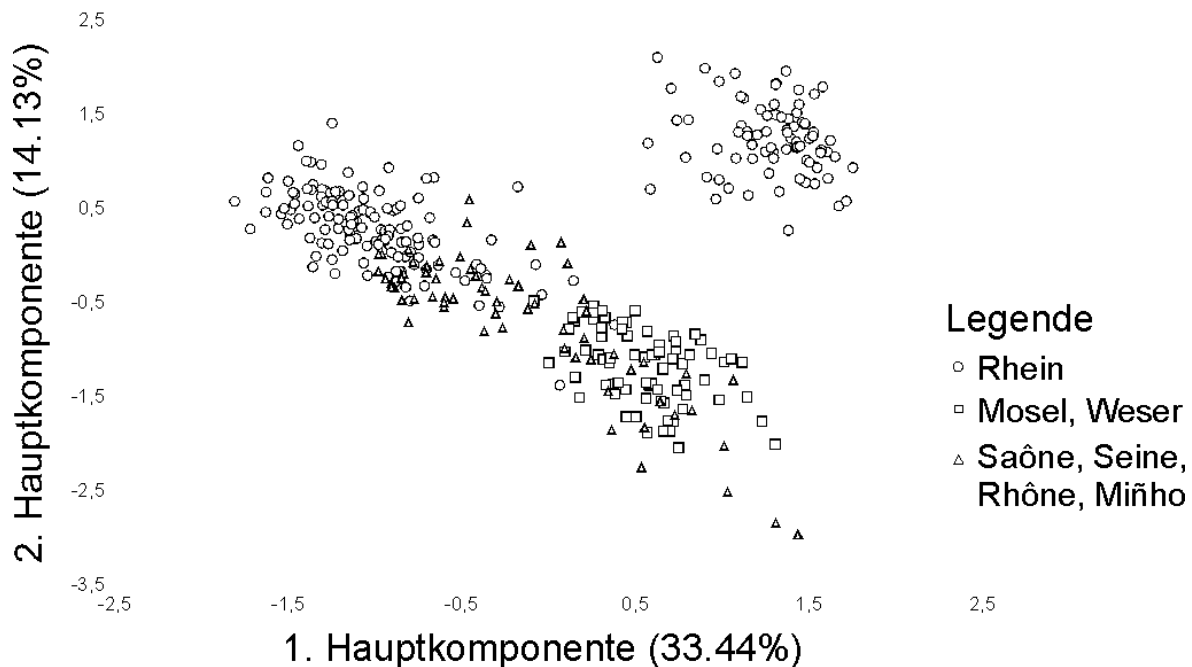 2. Hauptkomponente (14.13%)
2,5
1,5
0,5
-0,5
-1,5
-2,5
-3,5
-2,5 -1,5 -0,5 0,5 1,5 2,5
1. Hauptkomponente (33.44%)
Legende
Rhein
Mosel, Weser
Saône, Seine,
Rhône, Miñho